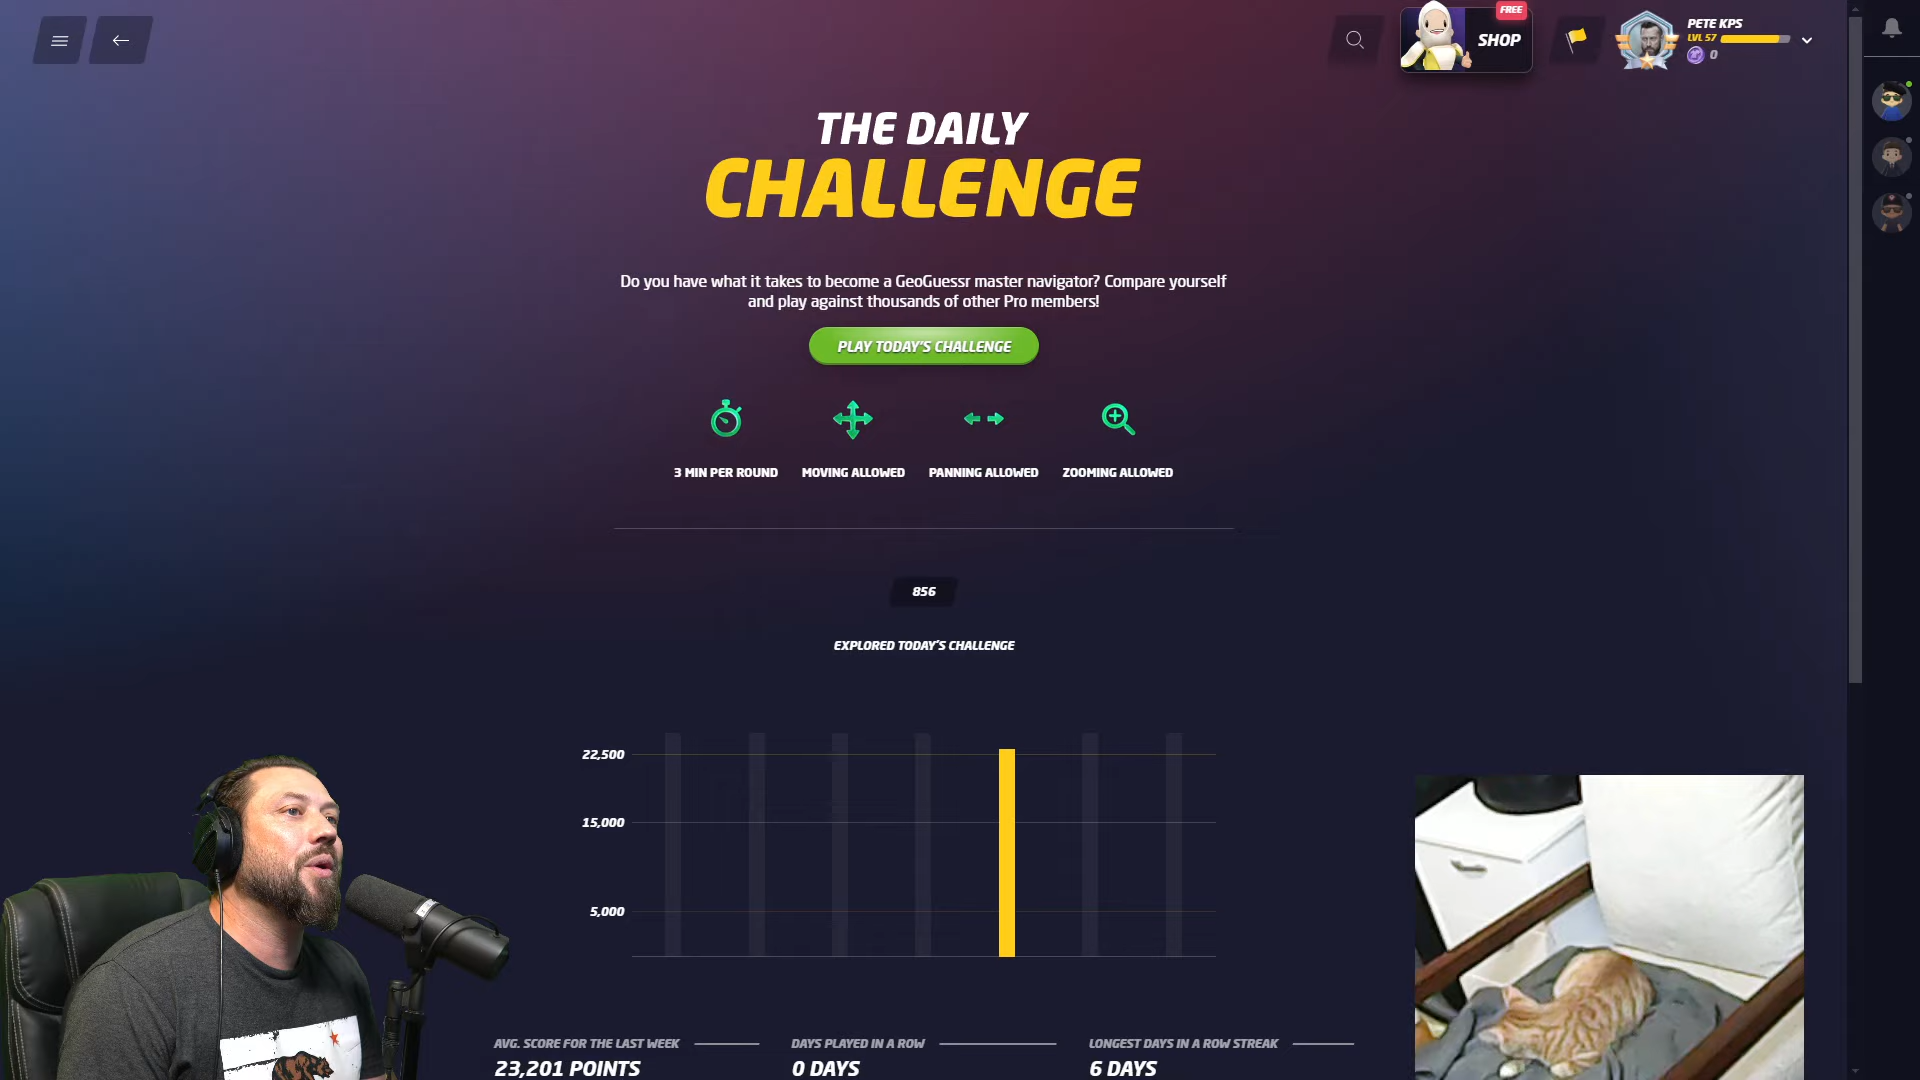 FREE
SHOP
PETE KPS
LVL 57
0
THE DAILY
CHALLENGE
Do you have what it takes to become a GeoGuessr master navigator? Compare yourself
and play against thousands of other Pro members!
PLAY TODAY'S CHALLENGE
3 MIN PER ROUND
MOVING ALLOWED
PANNING ALLOWED
ZOOMING ALLOWED
856
EXPLORED TODAY'S CHALLENGE
22,500
15,000
5,000
AVG. SCORE FOR THE LAST WEEK
23,201 POINTS
DAYS PLAYED IN A ROW
0 DAYS
LONGEST DAYS IN A ROW STREAK
6 DAYS